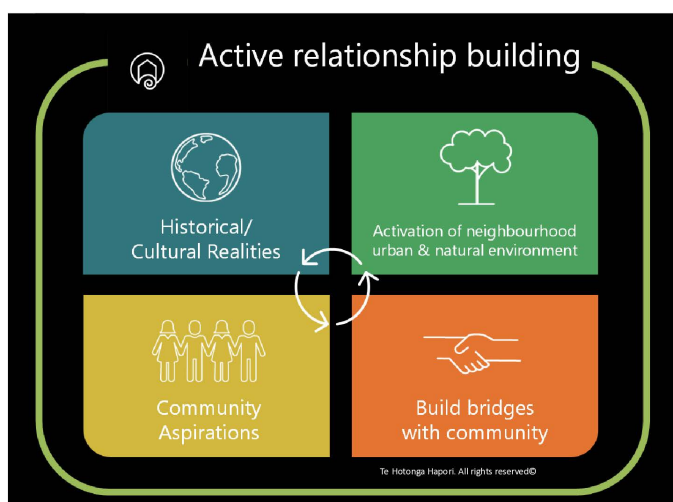 Active relationship building
Historical/
Cultural Realities
Activation of neighbourhood
urban & natural environment
Community
Aspirations
Build bridges
with community
Te Hotonga Hapori. All rights reserved©